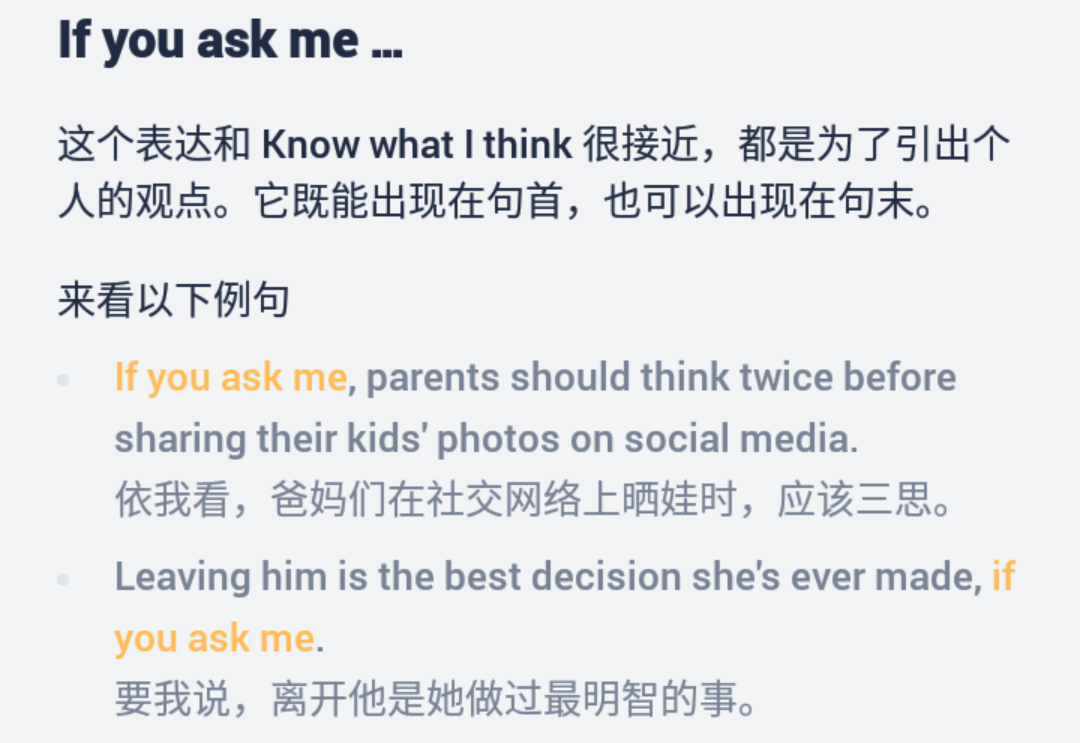 If you ask me ...
这个表达和 Know what I think 很接近，都是为了引出个
人的观点。它既能出现在句首，也可以出现在句末。
来看以下例句
If you ask me, parents should think twice before
sharing their kids' photos on social media.
依我看，爸妈们在社交网络上晒娃时，应该三思。
Leaving him is the best decision she's ever made, if
you ask me.
要我说，离开他是她做过最明智的事。